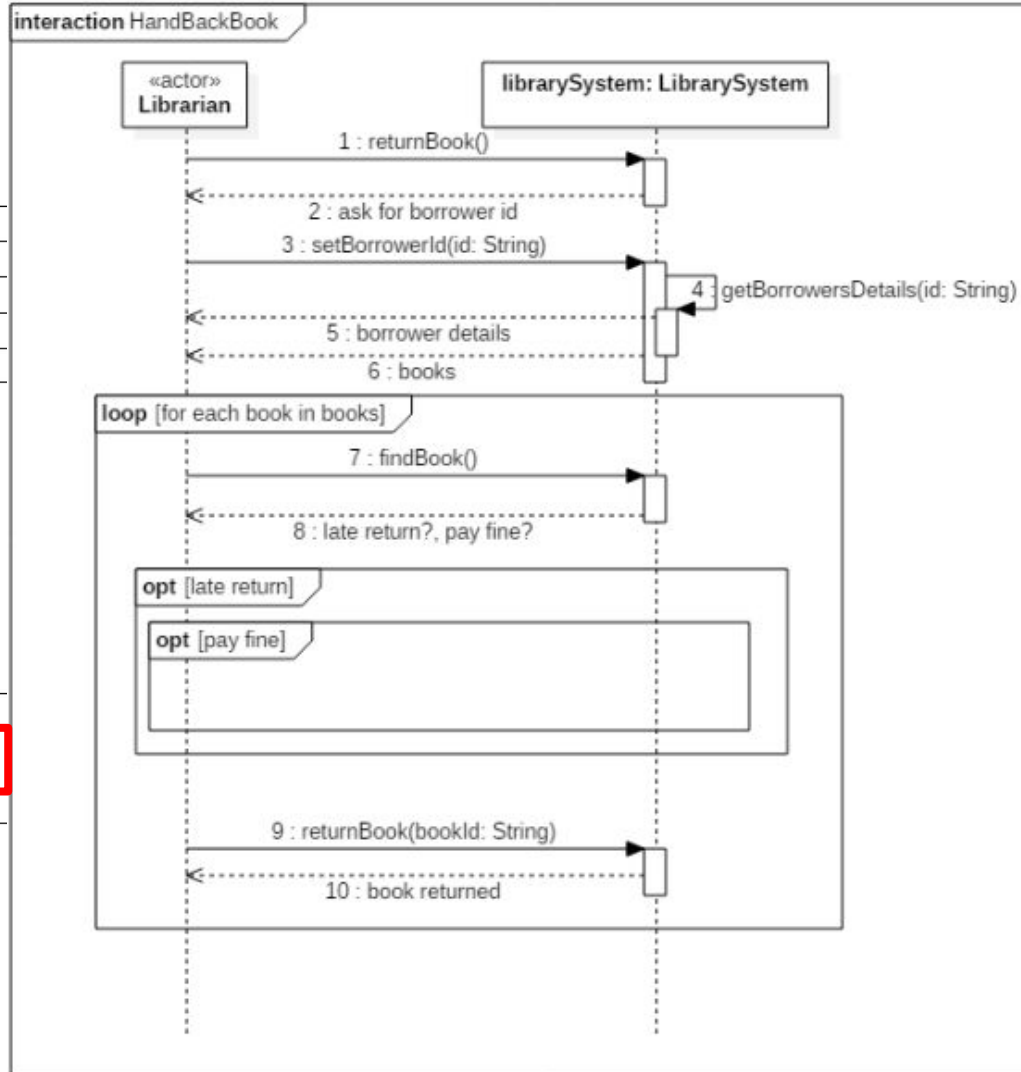 interaction HandBackBook
«actor»
Librarian
librarySystem: LibrarySystem
1 : returnBook()
2 : ask for borrower id
3 : setBorrowerId(id: String)
4 : getBorrowersDetails(id: String)
5 : borrower details
6 : books
loop [for each book in books]
7 : findBook()
8 : late return?, pay fine?
opt [late return]
opt [pay fine]
9 : returnBook(bookId: String)
10 : book returned